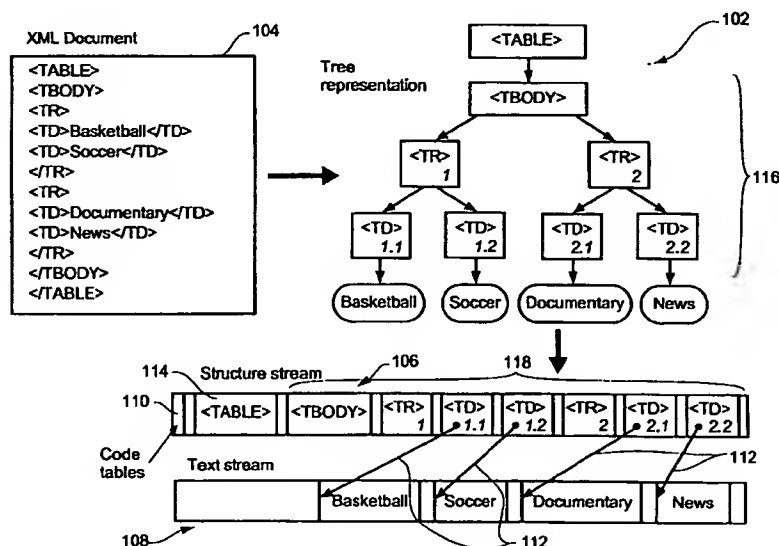 XML Document
104
<TABLE>
<TBODY>
<TR>
<TD>Basketball</TD>
<TD>Soccer</TD>
</TR>
<TR>
<TD>Documentary</TD>
<TD>News</TD>
</TR>
</TBODY>
</TABLE>
Tree
representation
102
<TABLE>
<TBODY>
<TR>
1
<TR>
2
116
<TD>
1.1
<TD>
1.2
<TD>
2.1
<TD>
2.2
Basketball
Soccer
Documentary
News
114
Structure stream
106
118
110
<TABLE>
<TBODY>
<TR>
1
<TD>
1.1
<TD>
1.2
<TR>
2
<TD>
2.1
<TD>
2.2
Code
tables
Text stream
112
Basketball
Soccer
Documentary
News
108
112